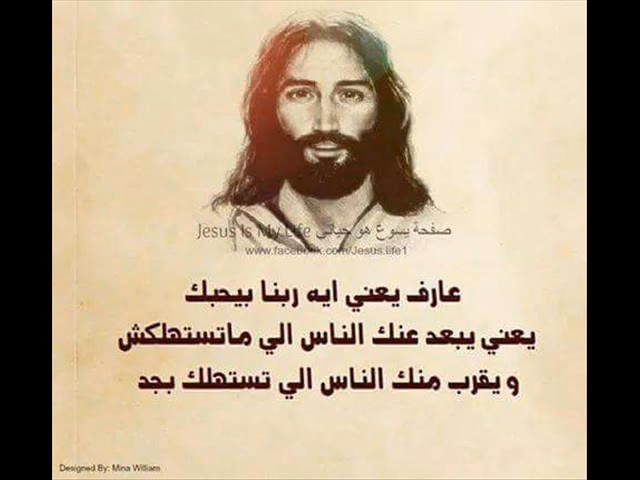 صفحة يسوع هو حياتي Jesus Is My Life
www.facebook.com/Jesus.life1
عارف يعني ايه ربنا بيحبك
يعني يبعد عنك الناس الي ماتستهلكش
و يقرب منك الناس الي تستهلك بجد
Designed By: Mina William